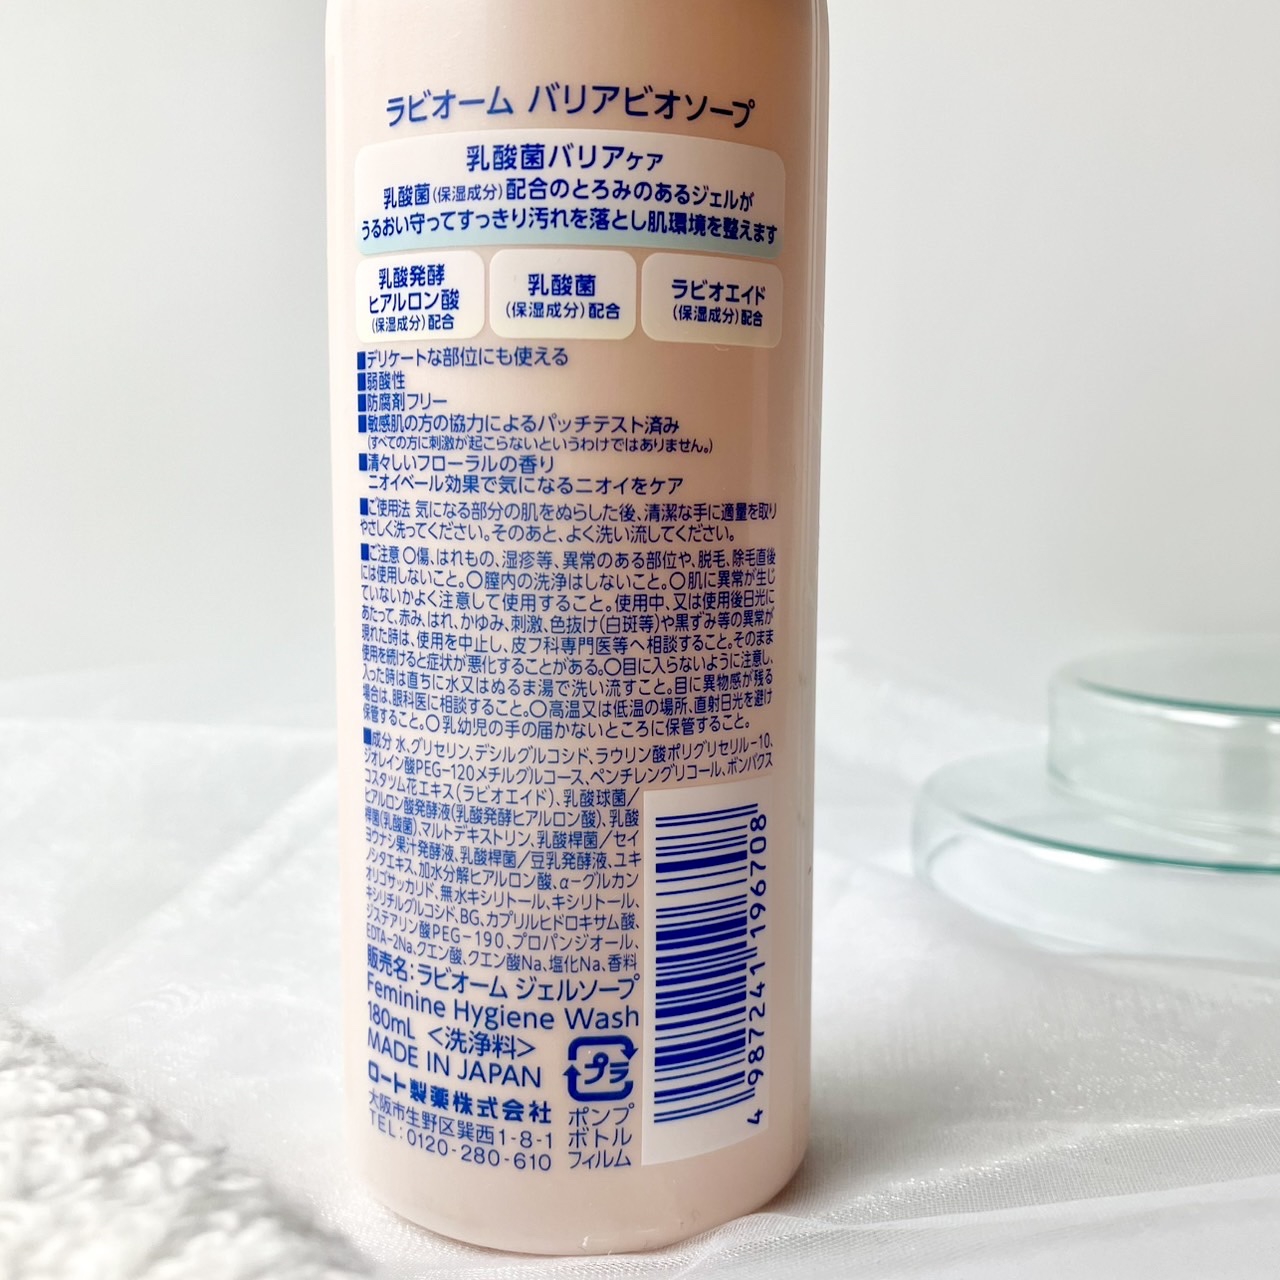 ラビオーム バリアビオソープ
乳酸菌バリアケア
乳酸菌(保湿成分)配合のとろみのあるジェルが
うるおい守ってすっきり汚れを落とし肌環境を整えます
乳酸発酵
ヒアルロン酸
(保湿成分)配合
乳酸菌
(保湿成分)配合
ラビオエイド
(保湿成分)配合
■デリケートな部位にも使える
■弱酸性
■防腐剤フリー
■敏感肌の方の協力によるパッチテスト済み
(すべての方に刺激が起こらないというわけではありません。)
■清々しいフローラルの香り
ニオイベール効果で気になるニオイをケア
■ご使用法 気になる部分の肌をぬらした後、清潔な手に適量を取り
やさしく洗ってください。そのあと、よく洗い流してください。
■ご注意 〇傷、はれもの、湿疹等、異常のある部位や、脱毛、除毛直後
には使用しないこと。〇膣内の洗浄はしないこと。〇肌に異常が生じ
ていないかよく注意して使用すること。使用中、又は使用後日光に
あたって、赤み、はれ、かゆみ、刺激、色抜け(白斑等)や黒ずみ等の異常が
現れた時は、使用を中止し、皮フ科専門医等へ相談すること。そのまま
使用を続けると症状が悪化することがある。〇目に入らないように注意し、
入った時は直ちに水又はぬるま湯で洗い流すこと。目に異物感が残る
場合は、眼科医に相談すること。〇高温又は低温の場所、直射日光を避け
保管すること。〇乳幼児の手の届かないところに保管すること。
■成分 水、グリセリン、デシルグルコシド、ラウリン酸ポリグリセリル-10、
ジオレイン酸PEG-120メチルグルコース、ペンチレングリコール、ボンバクス
コスタツム花エキス(ラビオエイド)、乳酸球菌/
ヒアルロン酸発酵液(乳酸発酵ヒアルロン酸)、乳酸
桿菌(乳酸菌)、マルトデキストリン、乳酸桿菌/セイ
ヨウナシ果汁発酵液、乳酸桿菌/豆乳発酵液、ユキ
ノシタエキス、加水分解ヒアルロン酸、α-グルカン
オリゴサッカリド、無水キシリトール、キシリトール、
キシリチルグルコシド、BG、カプリルヒドロキサム酸、
ジステアリン酸PEG-190、プロパンジオール、
EDTA-2Na、クエン酸、クエン酸Na、塩化Na、香料
販売名:ラビオーム ジェルソープ
Feminine Hygiene Wash
180mL <洗浄料>
MADE IN JAPAN
ロート製薬株式会社
大阪市生野区巽西1-8-1
TEL:0120-280-610
プラ
ポンプ
ボトル
フィルム
4 987241 196708